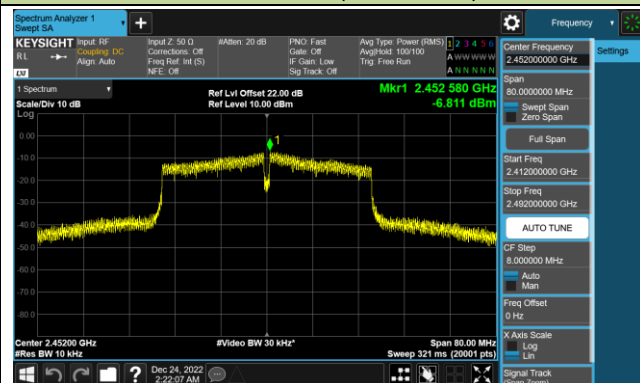 Spectrum Analyzer 1
Swept SA
Frequency
KEYSIGHT
RL
LXI
Input: RF
Coupling: DC
Align: Auto
Input Z: 50 Ω
Corrections: Off
Freq Ref: Int (S)
NFE: Off
#Atten: 20 dB
PNO: Fast
Gate: Off
IF Gain: Low
Sig Track: Off
Avg Type: Power (RMS)
Avg|Hold: 100/100
Trig: Free Run
1 2 3 4 5 6
A W W W W W
A N N N N N
1 Spectrum
Scale/Div 10 dB
Log
Ref Lvl Offset 22.00 dB
Ref Level 10.00 dBm
Mkr1 2.452 580 GHz
-6.811 dBm
1
0.00
-10.0
-20.0
-30.0
-40.0
-50.0
-60.0
-70.0
-80.0
Center 2.45200 GHz
#Res BW 10 kHz
#Video BW 30 kHz*
Span 80.00 MHz
Sweep 321 ms (20001 pts)
Dec 24, 2022
2:22:07 AM
Center Frequency
2.452000000 GHz
Settings
Span
80.0000000 MHz
Swept Span
Zero Span
Full Span
Start Freq
2.412000000 GHz
Stop Freq
2.492000000 GHz
AUTO TUNE
CF Step
8.000000 MHz
Auto
Man
Freq Offset
0 Hz
X Axis Scale
Log
Lin
Signal Track
(Span Zoom)